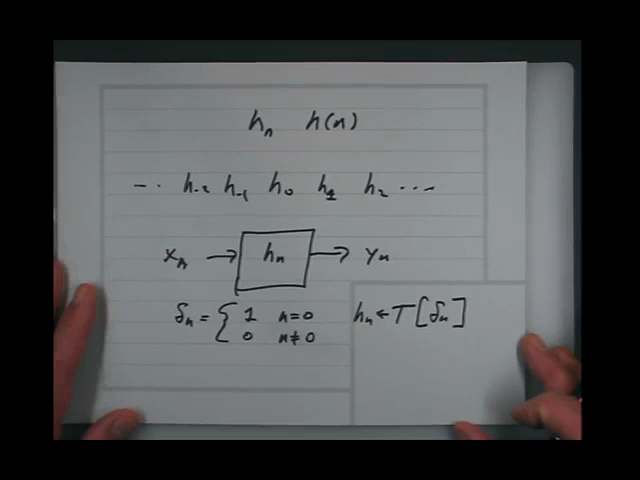 hₙ h(n)
-- · h₋₂ h₋₁ h₀ h₁ h₂ ···-
xₙ → hₙ → yₙ
δₙ = { 1 n=0 hₙ ← T[δₙ]
0 n≠0